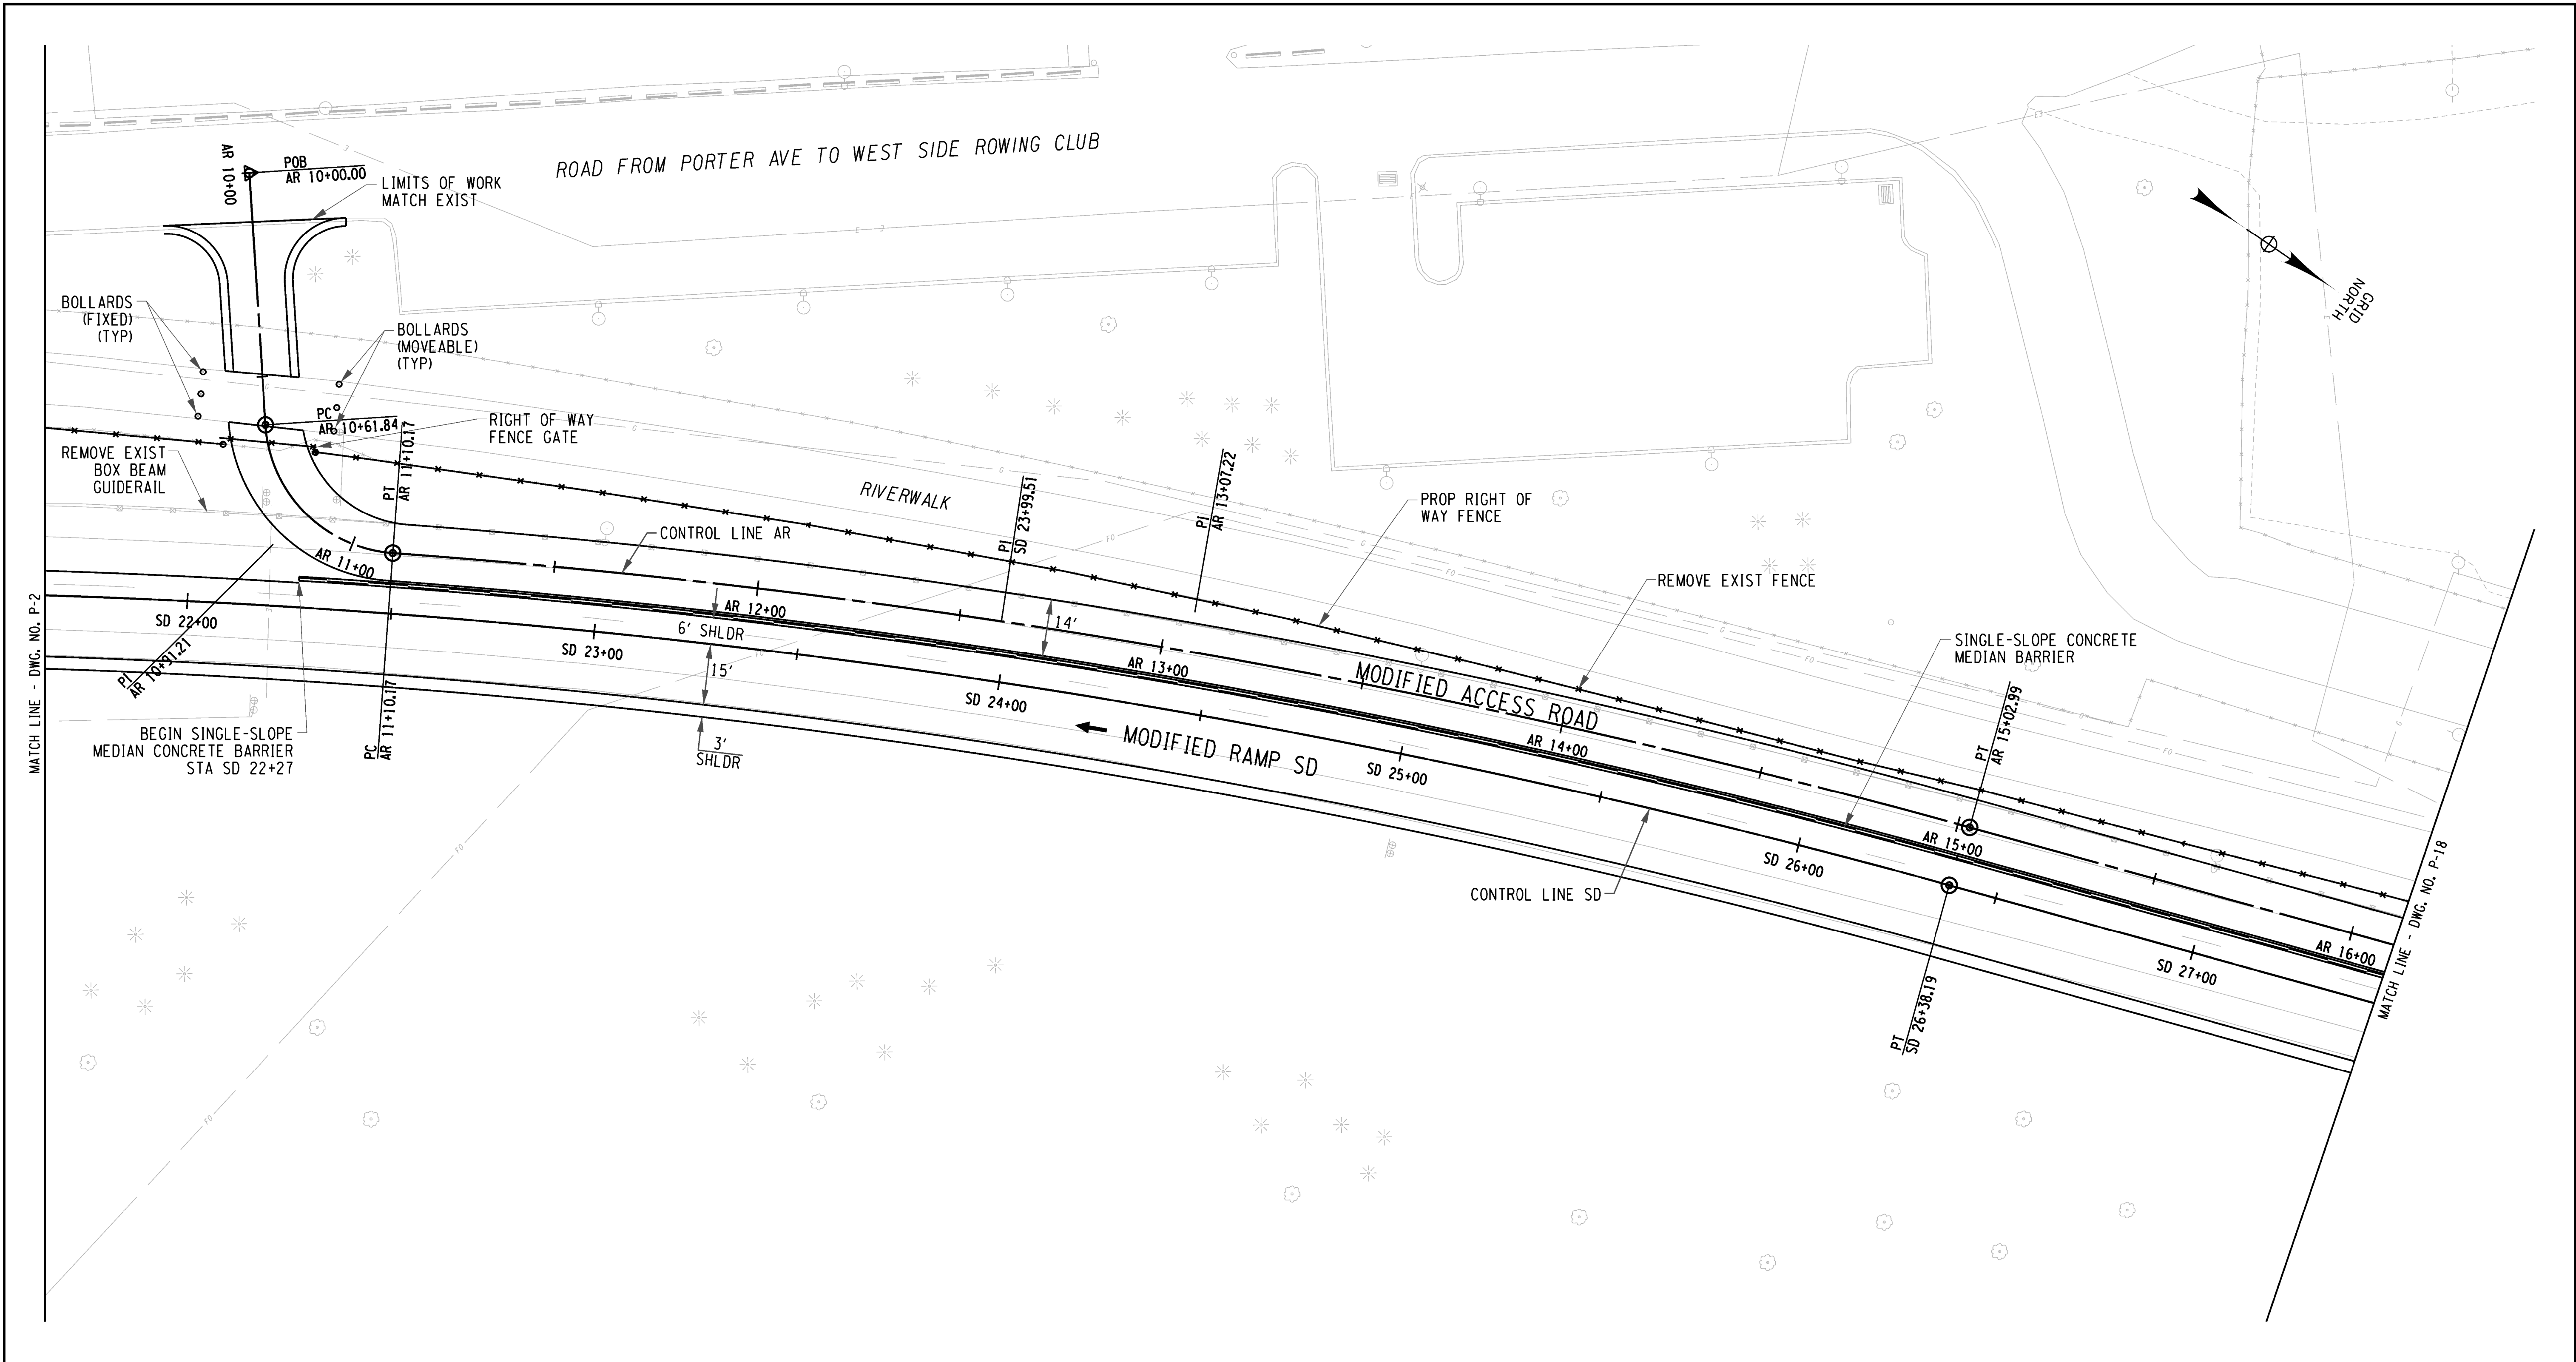 AR 10+00
POB
AR 10+00.00
LIMITS OF WORK
MATCH EXIST
ROAD FROM PORTER AVE TO WEST SIDE ROWING CLUB
GRID
NORTH
BOLLARDS
(FIXED)
(TYP)
BOLLARDS
(MOVEABLE)
(TYP)
PC
AR 10+61.84
RIGHT OF WAY
FENCE GATE
REMOVE EXIST
BOX BEAM
GUIDERAIL
PT
AR 11+10.17
RIVERWALK
CONTROL LINE AR
PI
SD 23+99.51
PI
AR 13+07.22
PROP RIGHT OF
WAY FENCE
REMOVE EXIST FENCE
SINGLE-SLOPE CONCRETE
MEDIAN BARRIER
AR 11+00
AR 12+00
AR 13+00
AR 14+00
AR 15+00
AR 16+00
14'
6' SHLDR
15'
3'
SHLDR
MODIFIED ACCESS ROAD
MODIFIED RAMP SD
SD 22+00
SD 23+00
SD 24+00
SD 25+00
SD 26+00
SD 27+00
PI
AR 10+91.21
PC
AR 11+10.17
BEGIN SINGLE-SLOPE
MEDIAN CONCRETE BARRIER
STA SD 22+27
PT
AR 15+02.99
CONTROL LINE SD
PT
SD 26+38.19
MATCH LINE - DWG. NO. P-2
MATCH LINE - DWG. NO. P-18
FO
FO
FO
FO
FO
FO
G
G
G
G
G
E